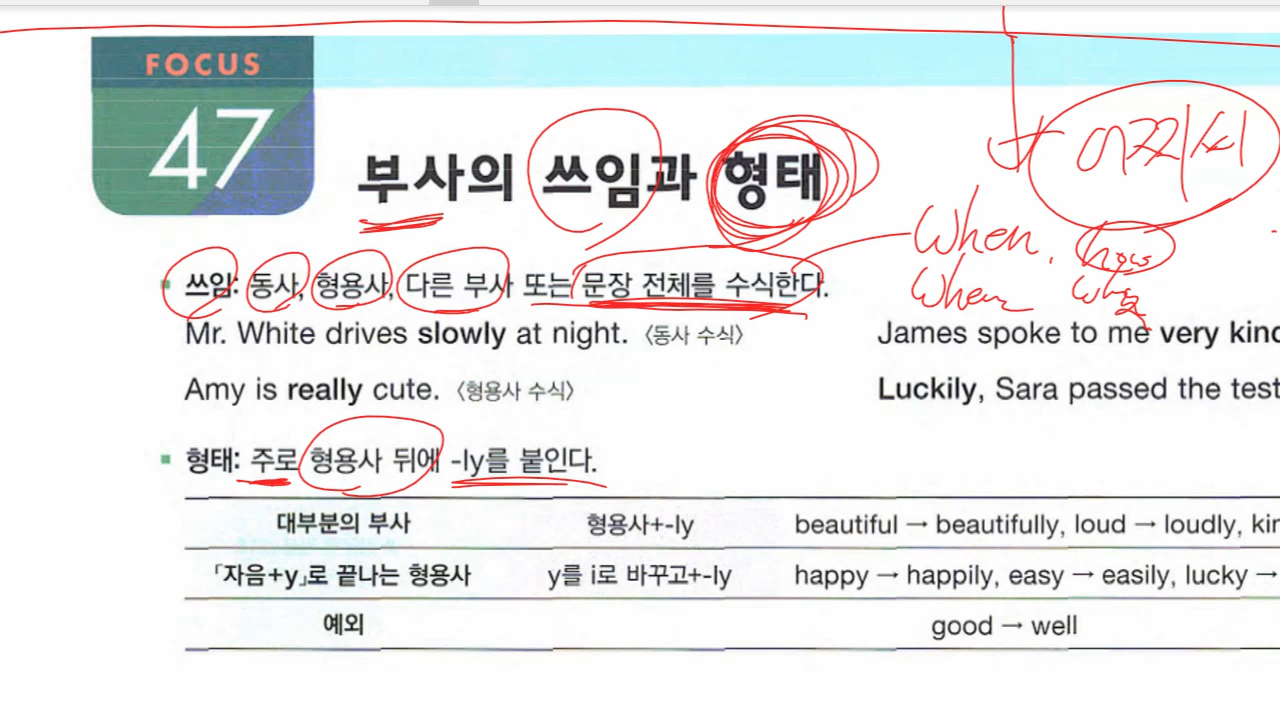 FOCUS
47
부사의 쓰임과 형태
When, how
쓰임: 동사, 형용사, 다른 부사 또는 문장 전체를 수식한다.
Mr. White drives slowly at night. 〈동사 수식〉
James spoke to me very kin
Amy is really cute. 〈형용사 수식〉
Luckily, Sara passed the test
형태: 주로 형용사 뒤에 -ly를 붙인다.
대부분의 부사 형용사+-ly beautiful → beautifully, loud → loudly, kin
「자음+y」로 끝나는 형용사 y를 i로 바꾸고+-ly happy → happily, easy → easily, lucky →
예외 good → well